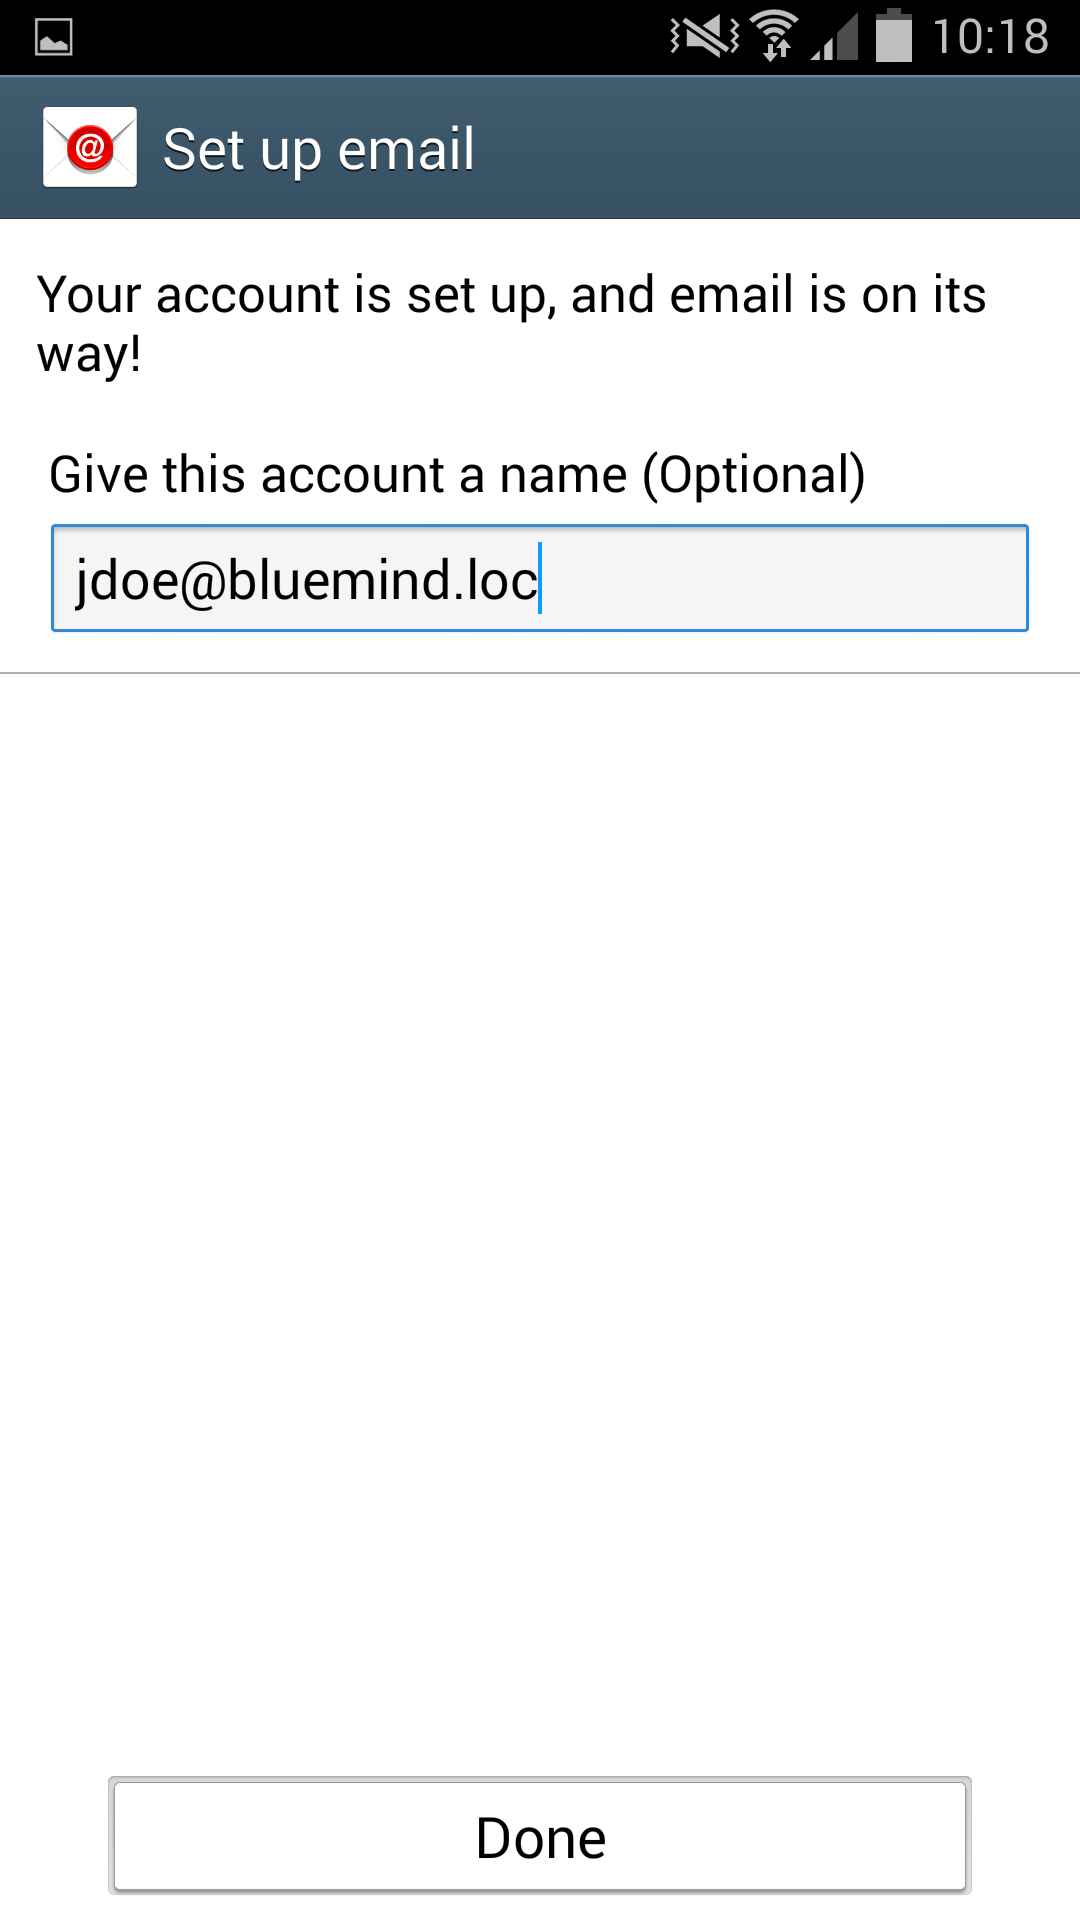 10:18
@ Set up email
Your account is set up, and email is on its
way!
Give this account a name (Optional)
jdoe@bluemind.loc
Done